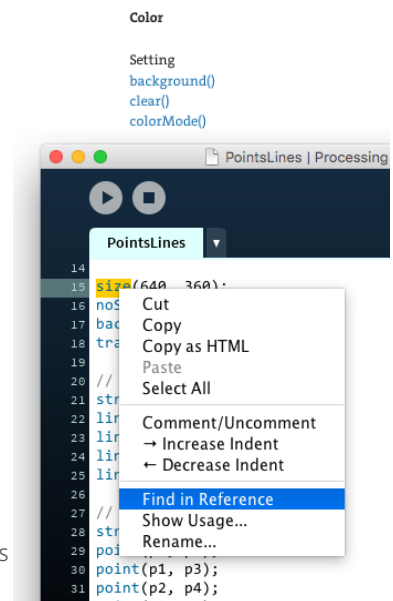 Color
Setting
background()
clear()
colorMode()
PointsLines | Processing
PointsLines ▼
14
15 size(640, 360);
16 noS
17 bac
18 tra
19
20 //
21 str
22 lin
23 lin
24 lin
25 lin
26
27 //
28 str
29 poi
30 point(p1, p3);
31 point(p2, p4);
Cut
Copy
Copy as HTML
Paste
Select All
Comment/Uncomment
→ Increase Indent
← Decrease Indent
Find in Reference
Show Usage...
Rename...
s